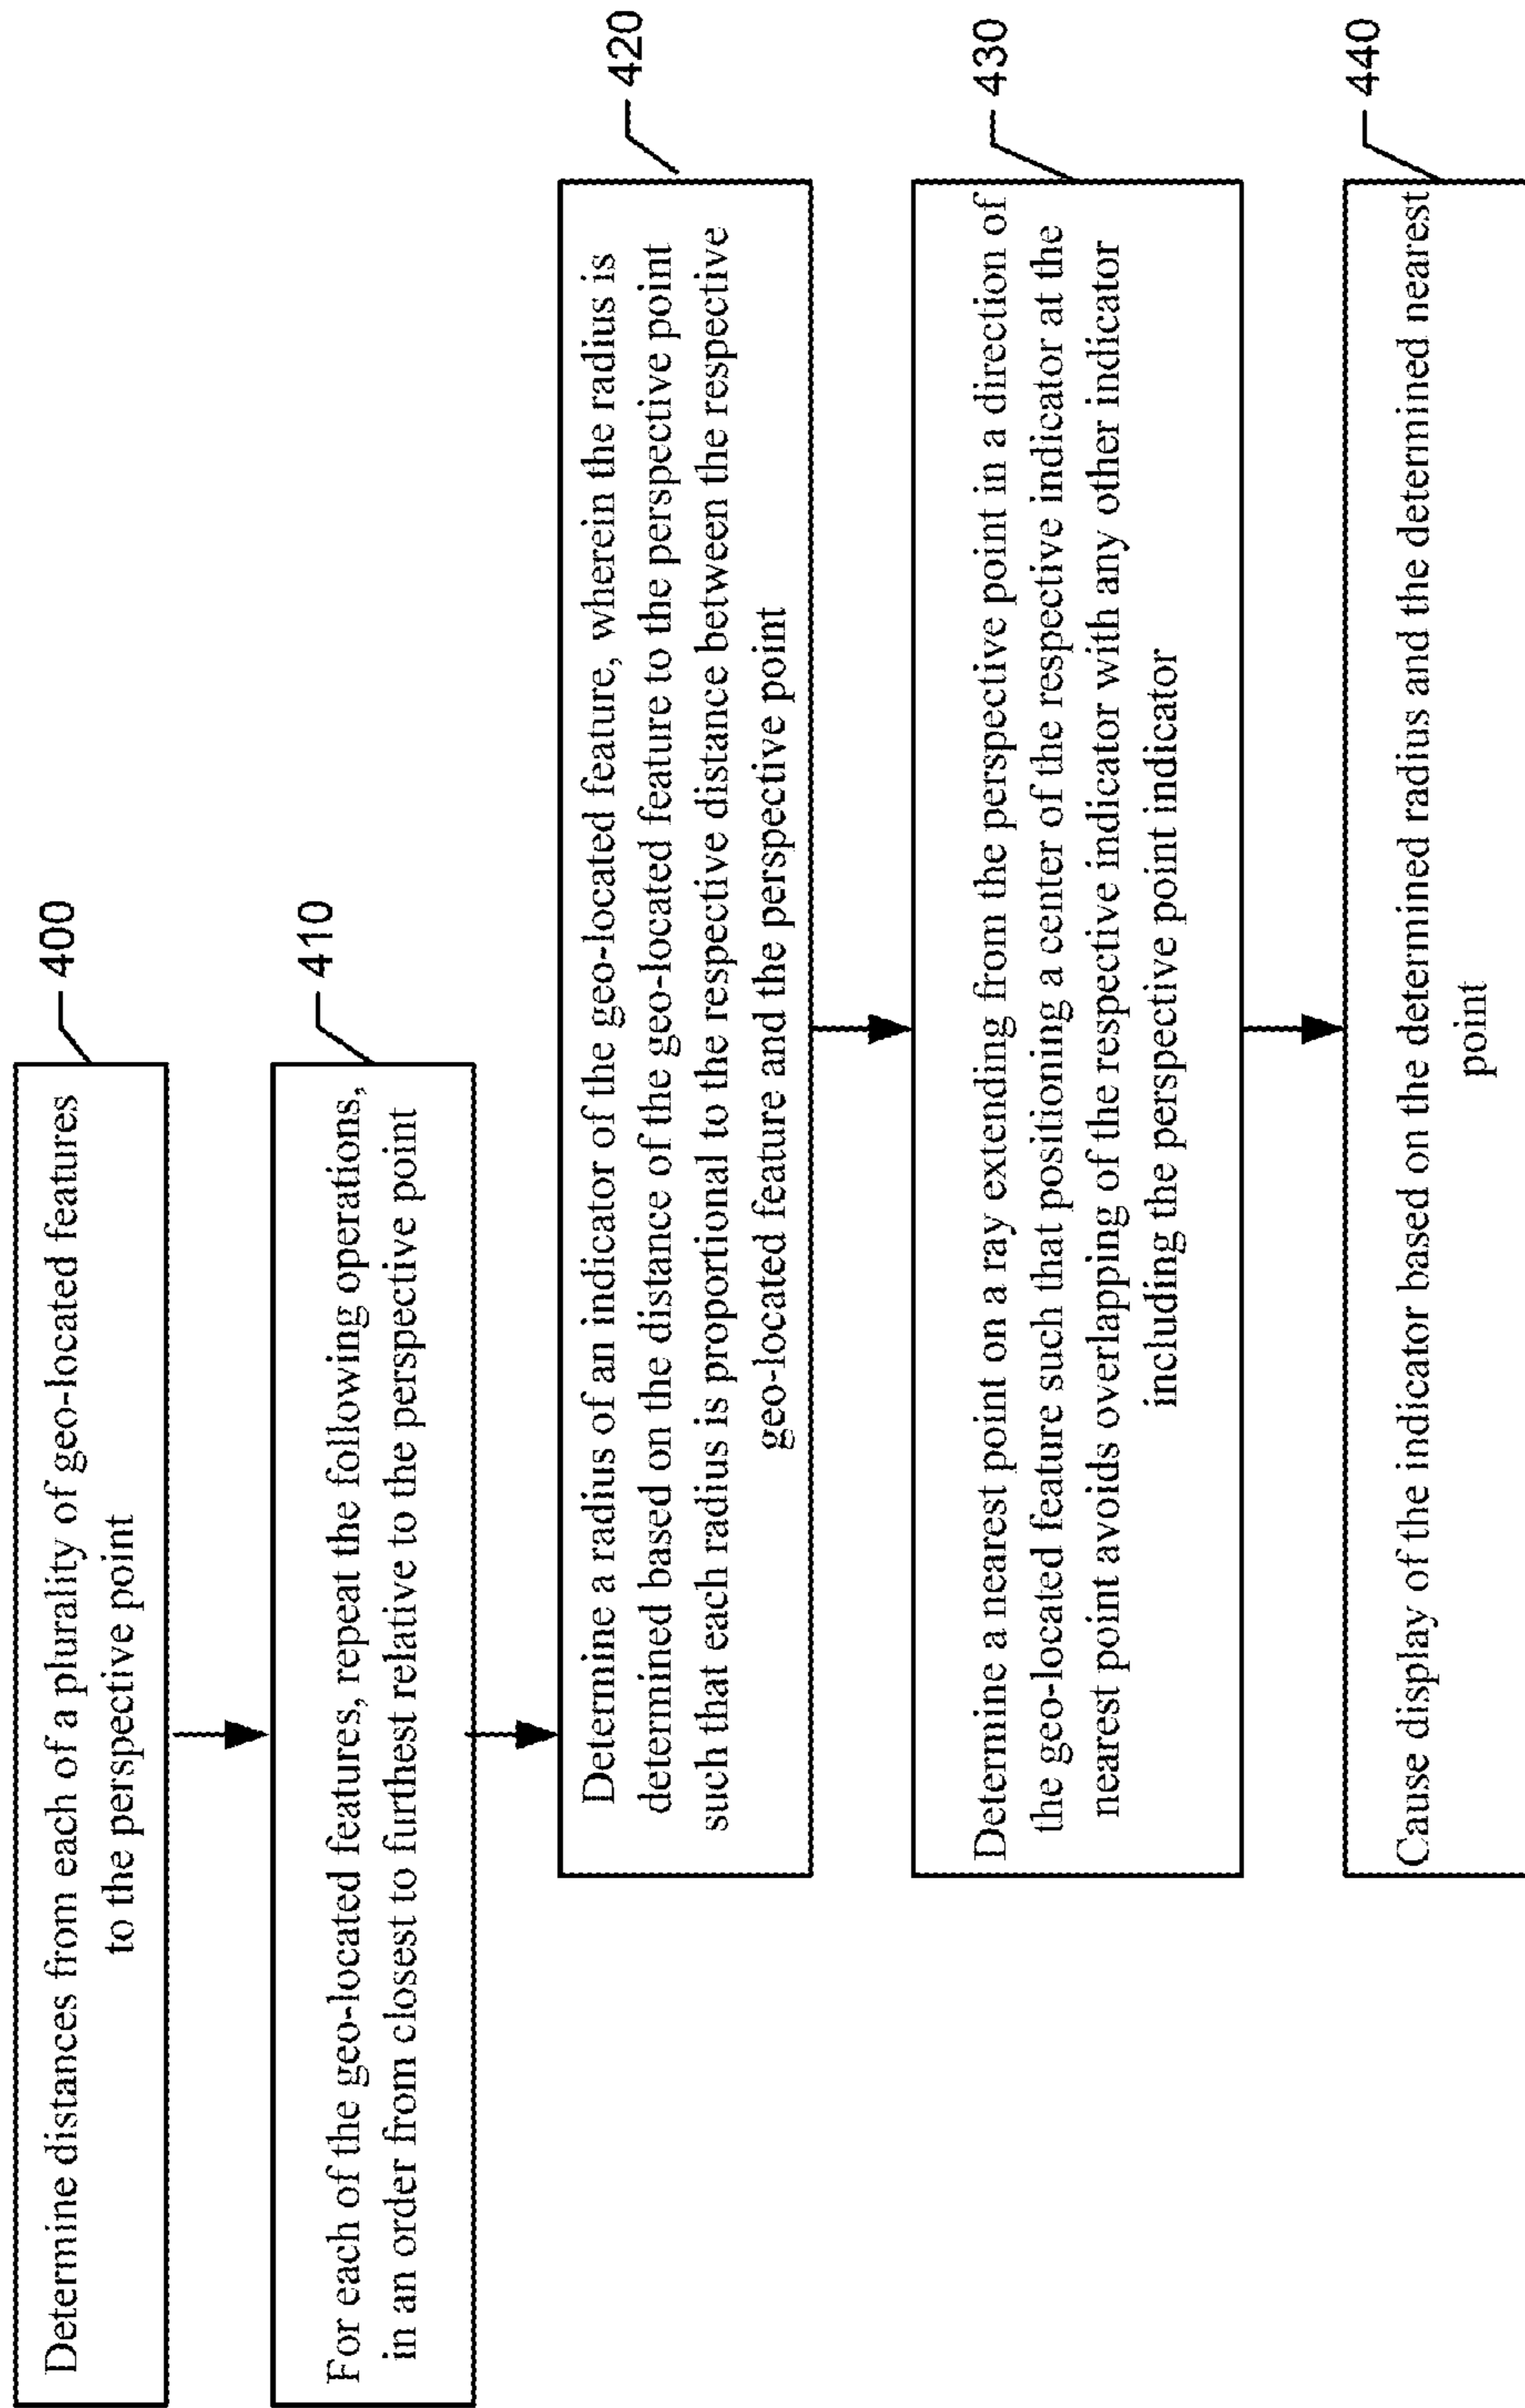 Determine distances from each of a plurality of geo-located features
to the perspective point
400
For each of the geo-located features, repeat the following operations,
in an order from closest to furthest relative to the perspective point
410
Determine a radius of an indicator of the geo-located feature, wherein the radius is
determined based on the distance of the geo-located feature to the perspective point
such that each radius is proportional to the respective distance between the respective
geo-located feature and the perspective point
420
Determine a nearest point on a ray extending from the perspective point in a direction of
the geo-located feature such that positioning a center of the respective indicator at the
nearest point avoids overlapping of the respective indicator with any other indicator
including the perspective point indicator
430
Cause display of the indicator based on the determined radius and the determined nearest
point
440